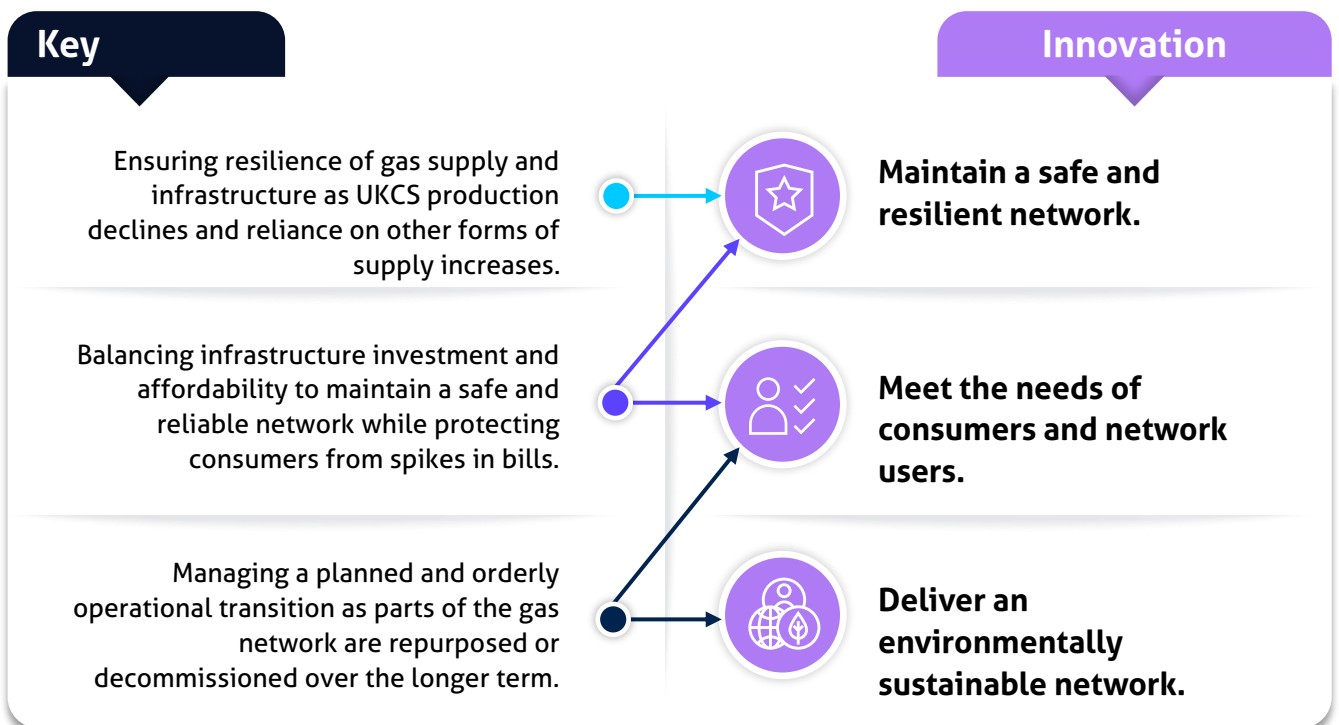 Key
Innovation
Ensuring resilience of gas supply and
infrastructure as UKCS production
declines and reliance on other forms of
supply increases.
Maintain a safe and
resilient network.
Balancing infrastructure investment and
affordability to maintain a safe and
reliable network while protecting
consumers from spikes in bills.
Meet the needs of
consumers and network
users.
Managing a planned and orderly
operational transition as parts of the gas
network are repurposed or
decommissioned over the longer term.
Deliver an
environmentally
sustainable network.